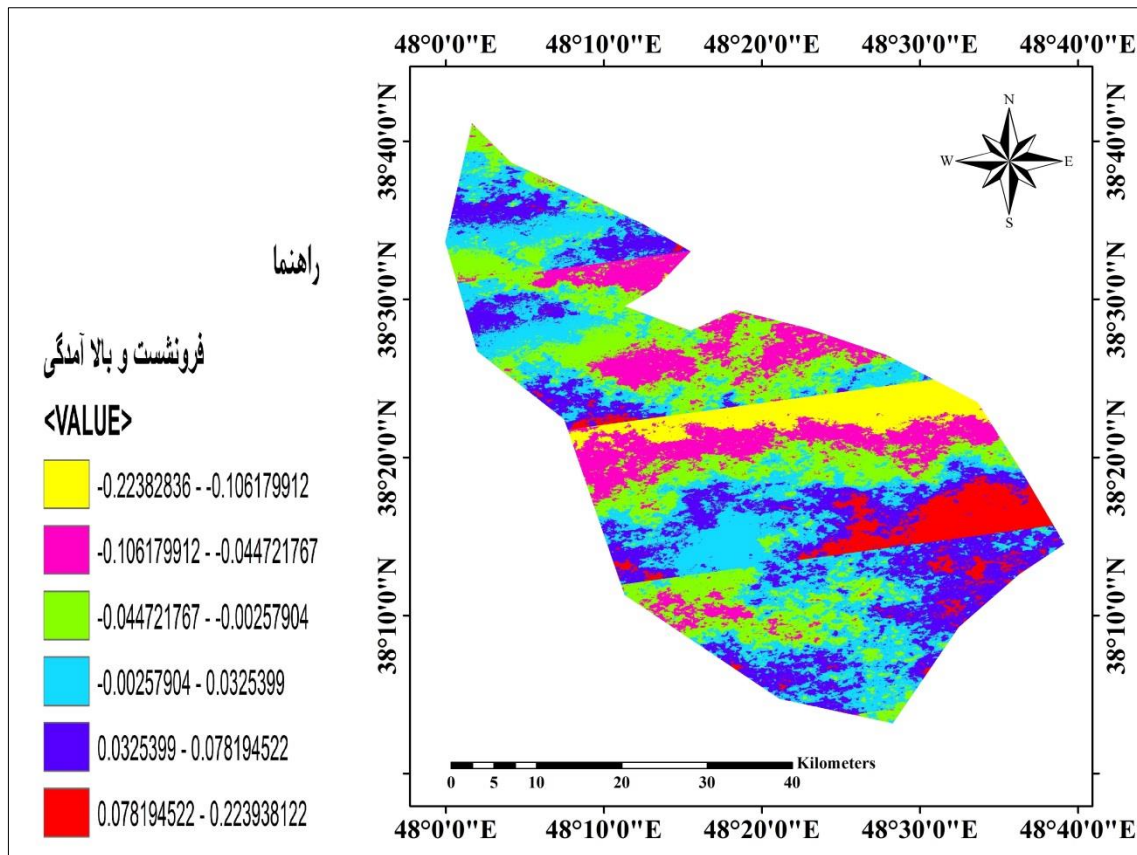 48°0'0"E 48°10'0"E 48°20'0"E 48°30'0"E 48°40'0"E
38°40'0"N
38°30'0"N
38°20'0"N
38°10'0"N
38°40'0"N
38°30'0"N
38°20'0"N
38°10'0"N
N
W E
S
راهنما
فرونشست و بالا آمدگی
<VALUE>
-0.22382836 - -0.106179912
-0.106179912 - -0.044721767
-0.044721767 - -0.00257904
-0.00257904 - 0.0325399
0.0325399 - 0.078194522
0.078194522 - 0.223938122
Kilometers
0 5 10 20 30 40
48°0'0"E 48°10'0"E 48°20'0"E 48°30'0"E 48°40'0"E